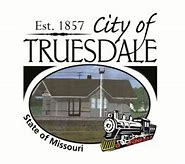 Est. 1857 City of
TRUESDALE
State of Missouri